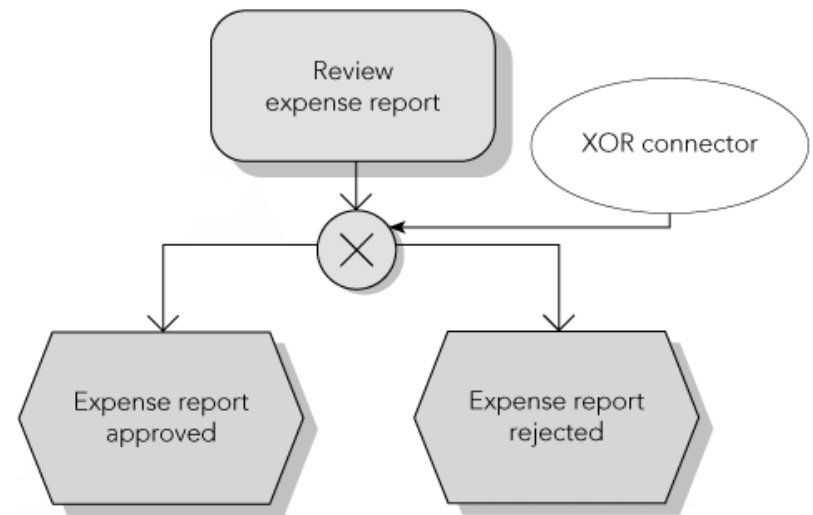 Review
expense report
XOR connector
Expense report
approved
Expense report
rejected